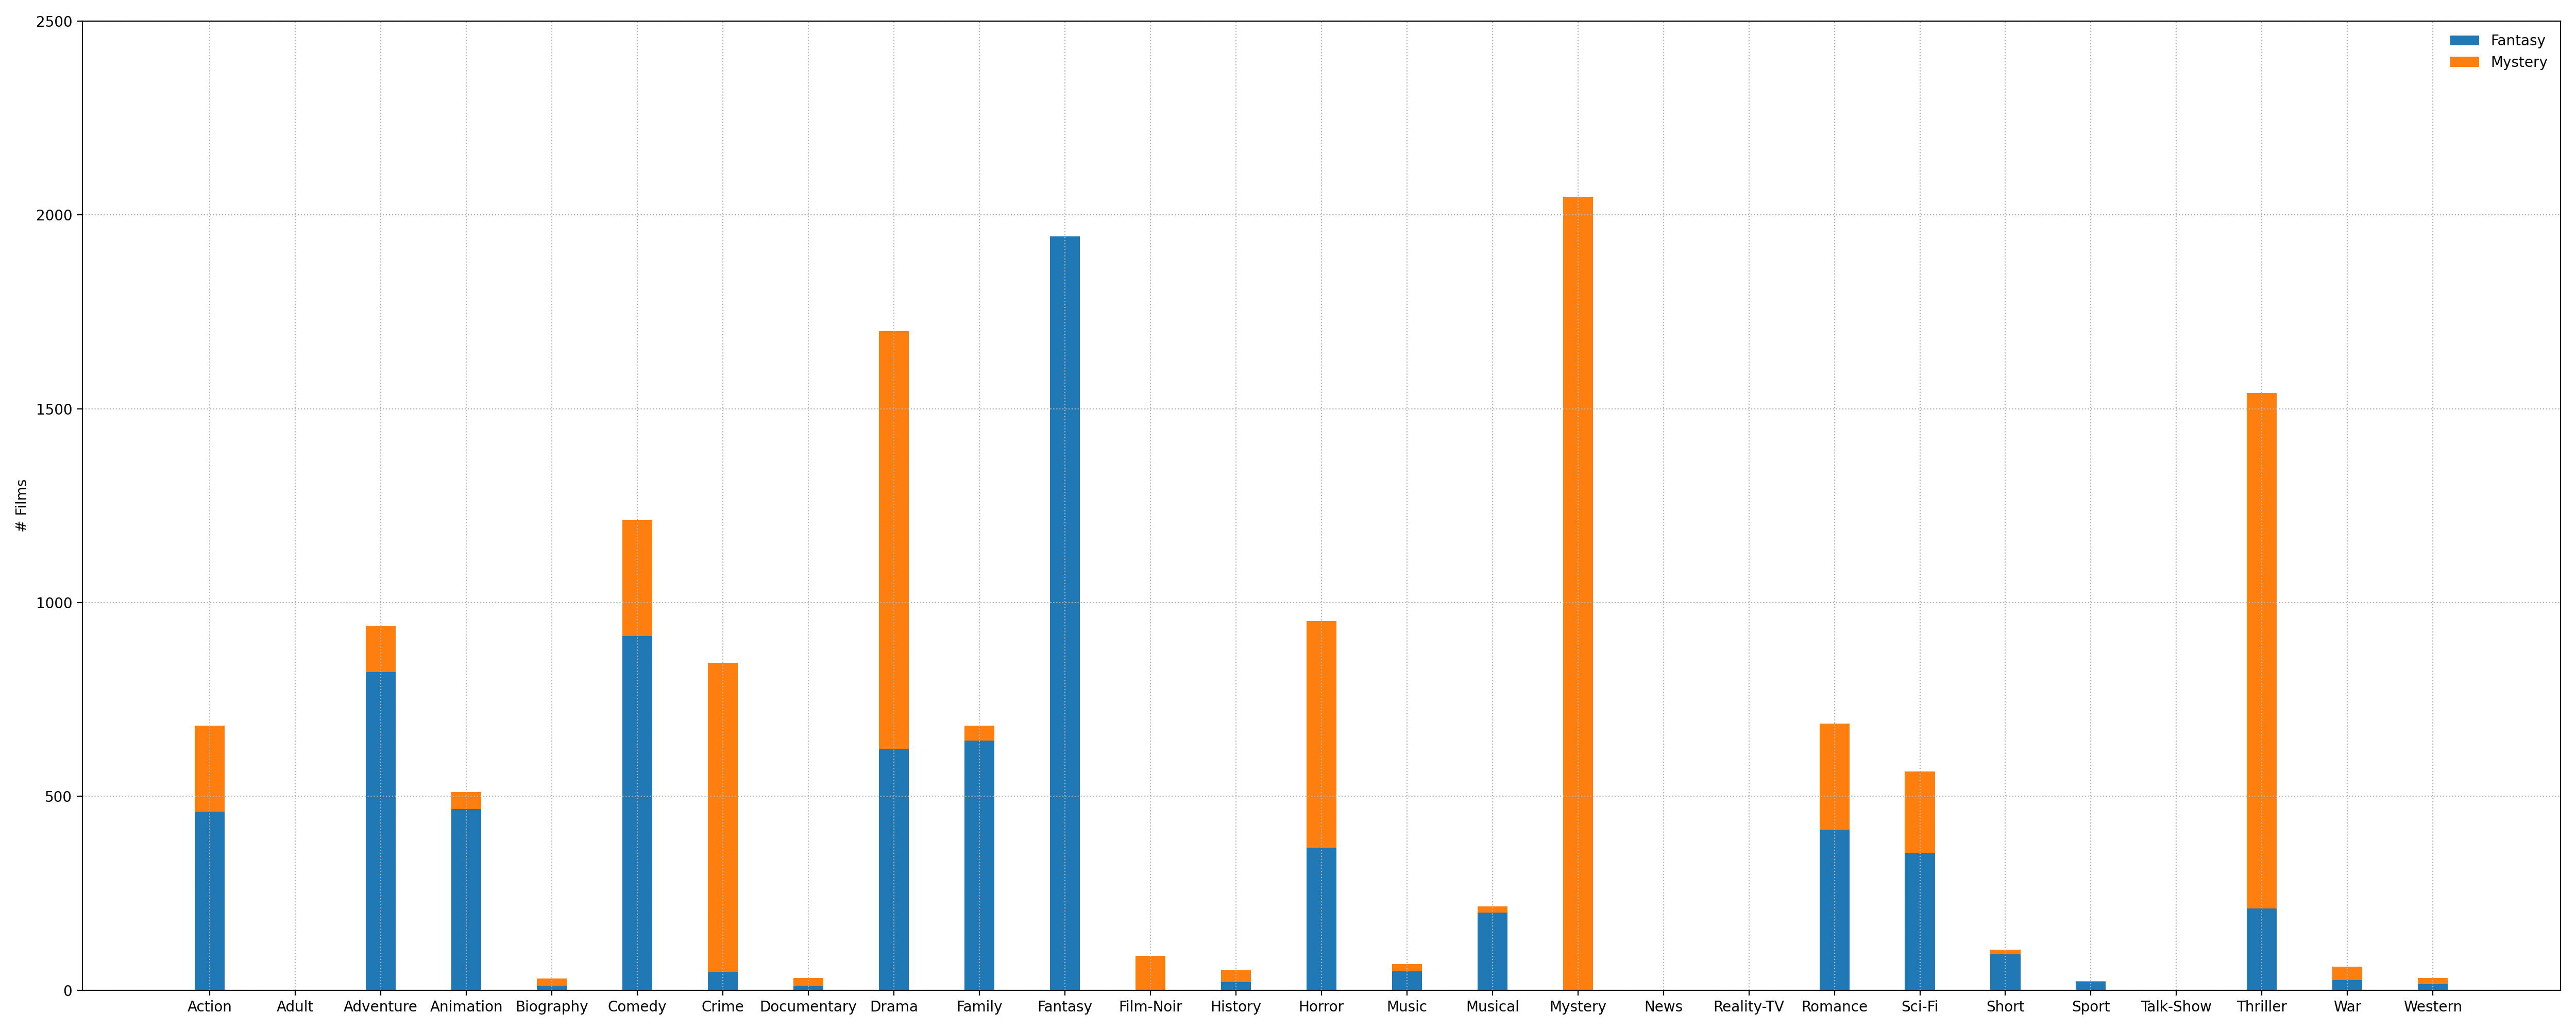 2500
2000
1500
1000
500
0
# Films
Fantasy
Mystery
Action Adult Adventure Animation Biography Comedy Crime Documentary Drama Family Fantasy Film-Noir History Horror Music Musical Mystery News Reality-TV Romance Sci-Fi Short Sport Talk-Show Thriller War Western